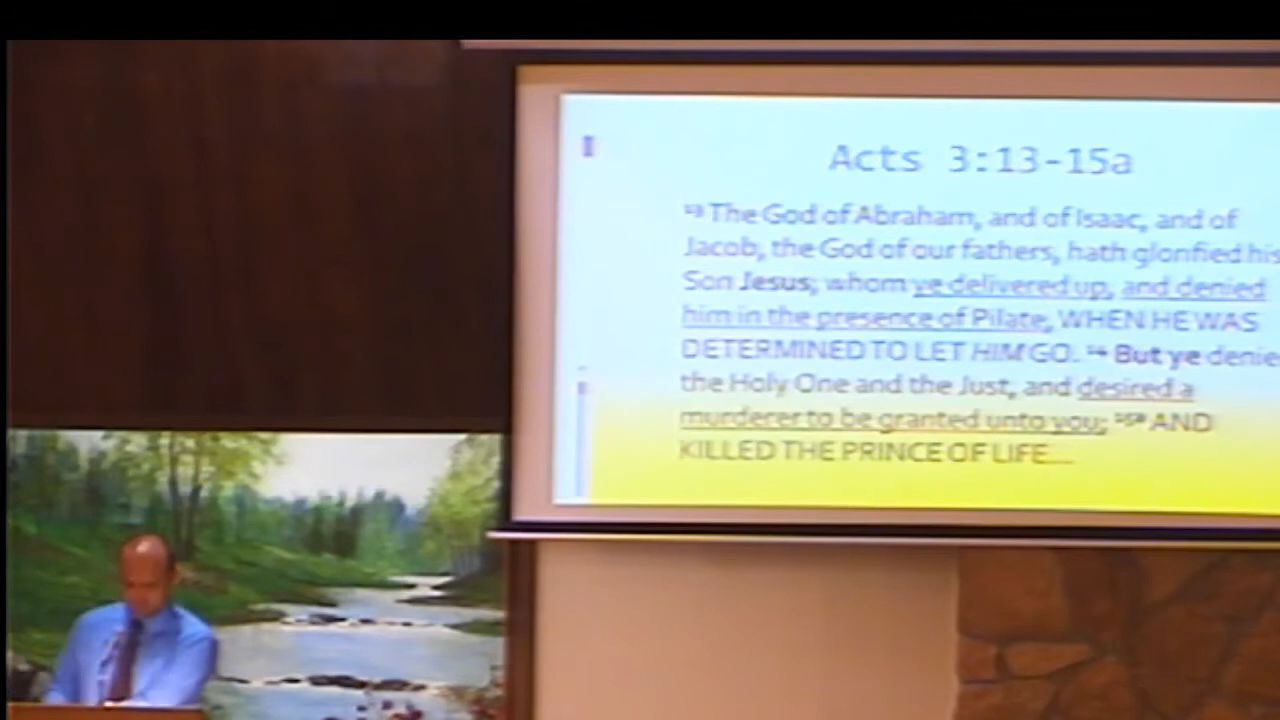 Acts 3:13-15a
13 The God of Abraham, and of Isaac, and of
Jacob, the God of our fathers, hath glorified his
Son Jesus; whom ye delivered up, and denied
him in the presence of Pilate, WHEN HE WAS
DETERMINED TO LET HIM GO. 14 But ye denie
the Holy One and the Just, and desired a
murderer to be granted unto you; 15a AND
KILLED THE PRINCE OF LIFE...